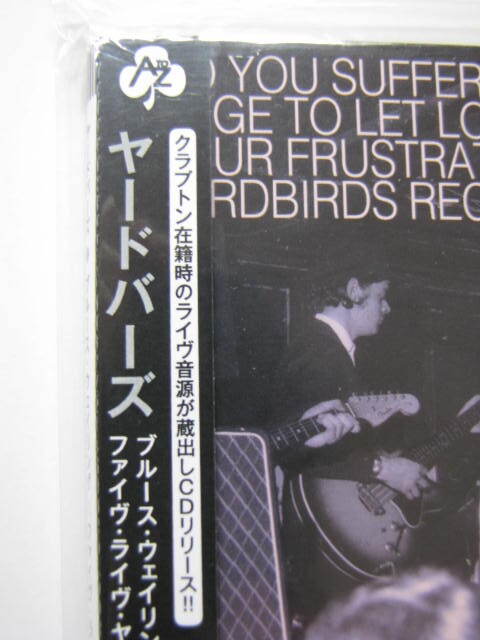 AtoZ
ヤードバーズ
クラブトン在籍時のライヴ音源が蔵出しCDリリース!!
ブルース・ウェイリン
ファイヴ・ライヴ・ヤ
YOU SUFFER
GE TO LET LO
UR FRUSTRAT
RDBIRDS REC